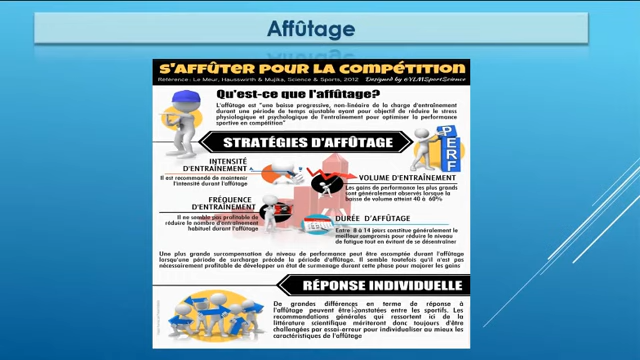 Affûtage
S'AFFÛTER POUR LA COMPÉTITION
Référence : Le Meur, Hausswirth & Mujika, Science & Sports, 2012 Designed by @YLMSportScience
Qu'est-ce que l'affûtage?
L'affûtage est "une baisse progressive, non-linéaire de la charge d'entraînement
durant une période de temps ajustable ayant pour objectif de réduire le stress
physiologique et psychologique de l'entraînement pour optimiser la performance
sportive en compétition"
STRATÉGIES D'AFFÛTAGE
PERF
INTENSITÉ
D'ENTRAÎNEMENT
Il est recommandé de maintenir
l'intensité durant l'affûtage
VOLUME D'ENTRAÎNEMENT
Les gains de performance les plus grands
sont généralement observés lorsque la
baisse de volume atteint 40 à 60%
FRÉQUENCE
D'ENTRAÎNEMENT
Il ne semble pas profitable de
réduire le nombre d'entraînement
habituel durant l'affûtage
DURÉE D'AFFÛTAGE
Entre 8 à 14 jours constitue généralement le
meilleur compromis pour réduire le niveau
de fatigue tout en évitant de se désentraîner
Une plus grande surcompensation du niveau de performance peut être escomptée durant l'affûtage
lorsqu'une période de surcharge précède la période d'affûtage. Il semble toutefois qu'il n'est pas
nécessairement profitable de développer un état de surmenage durant cette phase pour majorer les gains
RÉPONSE INDIVIDUELLE
De grandes différences en terme de réponse à
l'affûtage peuvent être constatées entre les sportifs. Les
recommandations générales qui ressortent ici de la
littérature scientifique mériteront donc toujours d'être
challengées par essai-erreur pour individualiser au mieux les
caractéristiques de l'affûtage